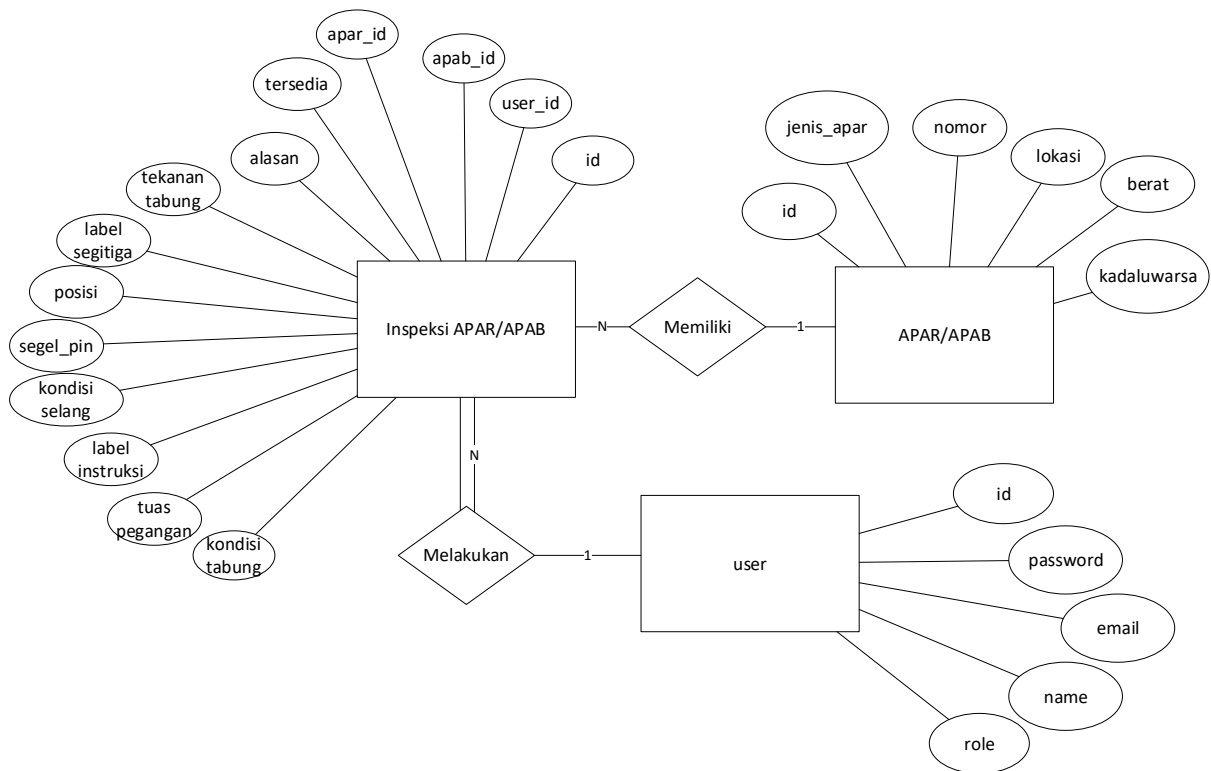 apar_id
apab_id
tersedia
user_id
alasan
id
tekanan
tabung
label
segitiga
posisi
segel_pin
kondisi
selang
label
instruksi
tuas
pegangan
kondisi
tabung
Inspeksi APAR/APAB
N
Memiliki
1
APAR/APAB
id
jenis_apar
nomor
lokasi
berat
kadaluwarsa
N
Melakukan
1
user
id
password
email
name
role